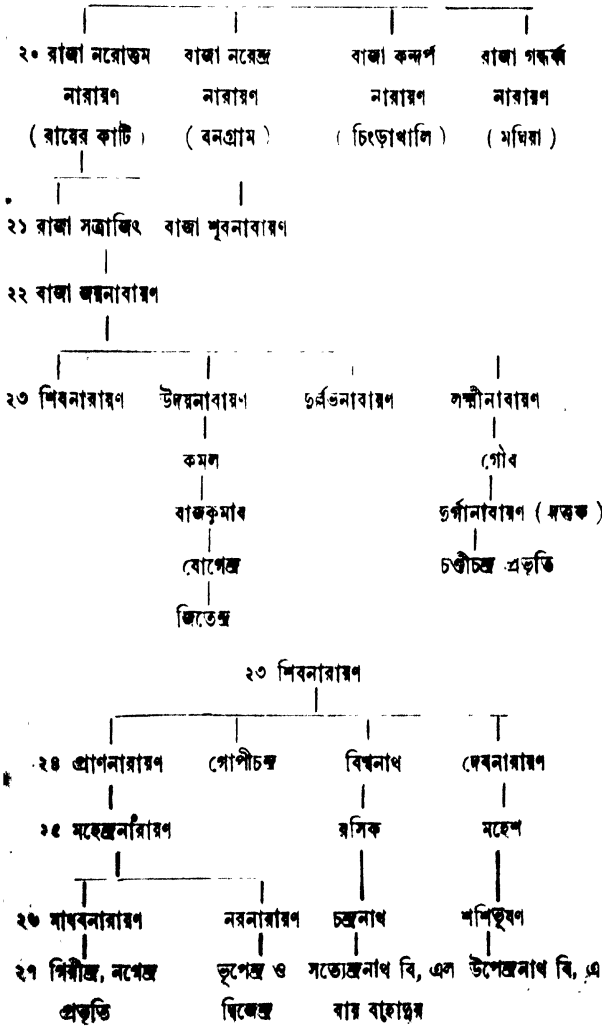 ২০ রাজা নরোত্তম বাজা নরেন্দ্র বাজা কন্দর্প রাজা গন্ধর্ব্ব
নারায়ণ নারায়ণ নারায়ণ নারায়ণ
( রায়ের কাটি ) ( বনগ্রাম ) ( চিংড়াখালি ) ( মঘিয়া )
২১ রাজা সত্রাজিৎ বাজা শূবনাবায়ণ
২২ বাজা জয়নাবায়ণ
২৩ শিবনারায়ণ উদয়নাবায়ণ দুর্ল্লভনাবায়ণ লক্ষ্মীনাবায়ণ
কমল গৌব
বাজকুমাব দুর্গানাবায়ণ ( দত্তক )
যোগেন্দ্র চণ্ডীচন্দ্র প্রভৃতি
জিতেন্দ্র
২৩ শিবনারায়ণ
২৪ প্রাণনারায়ণ গোপীচন্দ্র বিশ্বনাথ দেবনারায়ণ
২৫ মহেন্দ্রনারায়ণ রসিক মহেশ
২৬ মাধবনারায়ণ নরনারায়ণ চন্দ্রনাথ শশিভূষণ
২৭ গিরীন্দ্র, নগেন্দ্র ভূপেন্দ্র ও সত্যেন্দ্রনাথ বি, এল উপেন্দ্রনাথ বি, এ
প্রভৃতি দ্বিজেন্দ্র বায় বাহাদুর